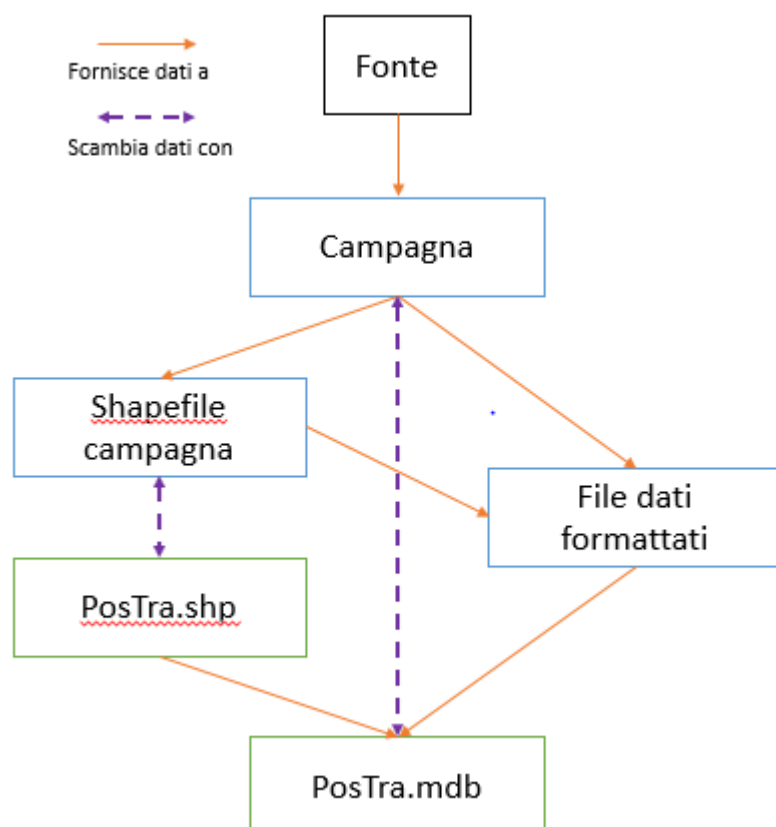 Fornisce dati a
Scambia dati con
Fonte
Campagna
Shapefile
campagna
File dati
formattati
PosTra.shp
PosTra.mdb